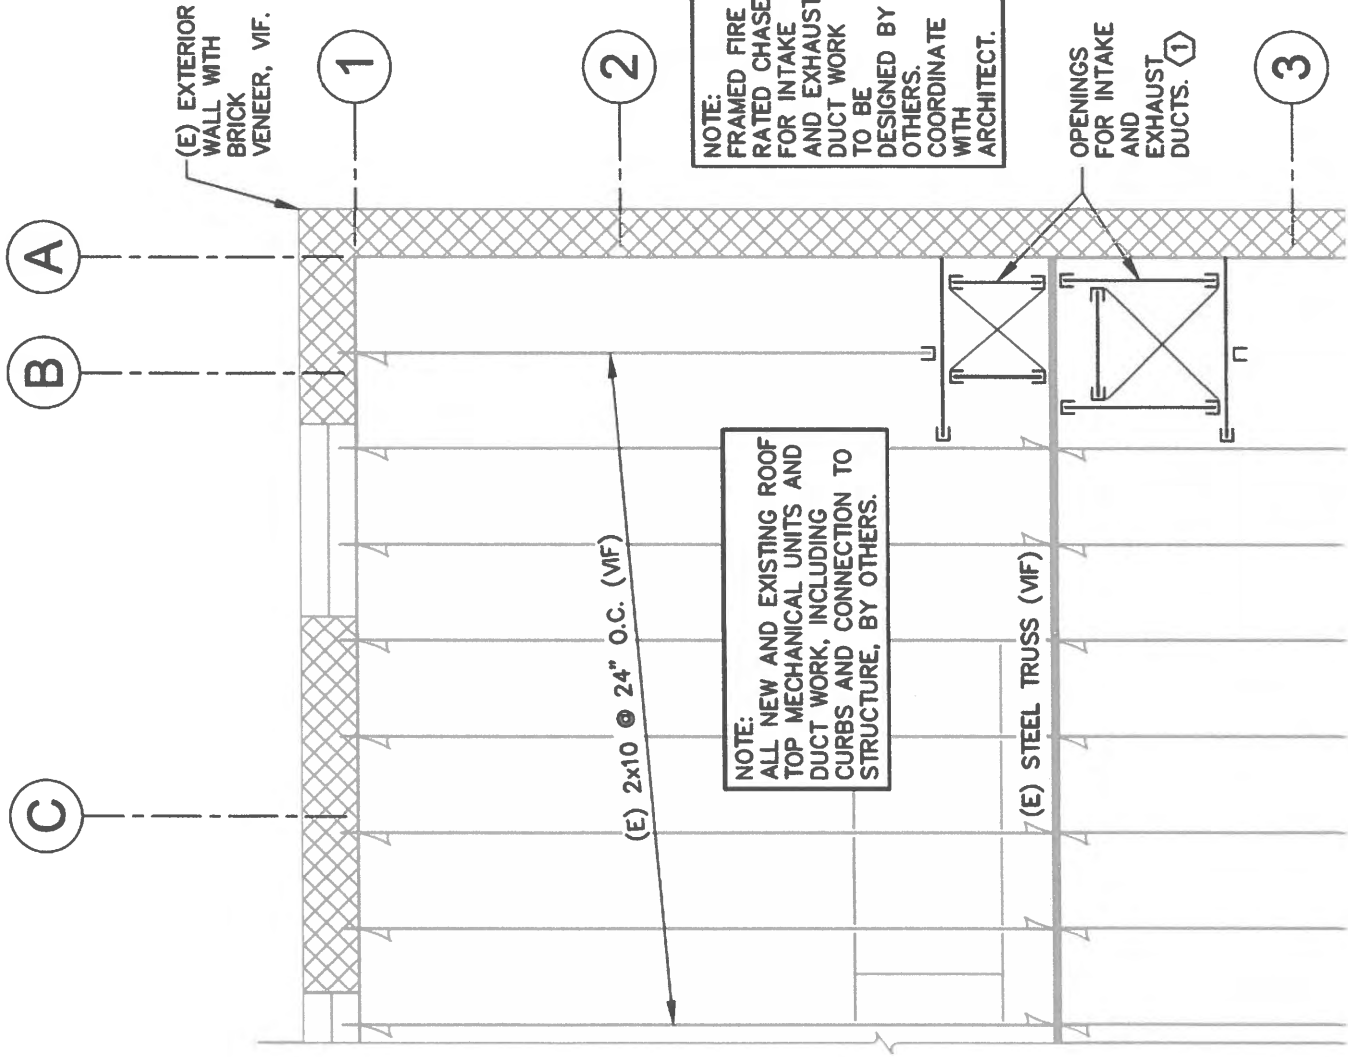 A
B
C
(E) EXTERIOR
WALL WITH
BRICK
VENEER, VIF.
1
2
NOTE:
FRAMED FIRE
RATED CHASE
FOR INTAKE
AND EXHAUST
DUCT WORK
TO BE
DESIGNED BY
OTHERS.
COORDINATE
WITH
ARCHITECT.
OPENINGS
FOR INTAKE
AND
EXHAUST
DUCTS. 1
3
(E) 2x10 @ 24" O.C. (VIF)
NOTE:
ALL NEW AND EXISTING ROOF
TOP MECHANICAL UNITS AND
DUCT WORK, INCLUDING
CURBS AND CONNECTION TO
STRUCTURE, BY OTHERS.
(E) STEEL TRUSS (VIF)